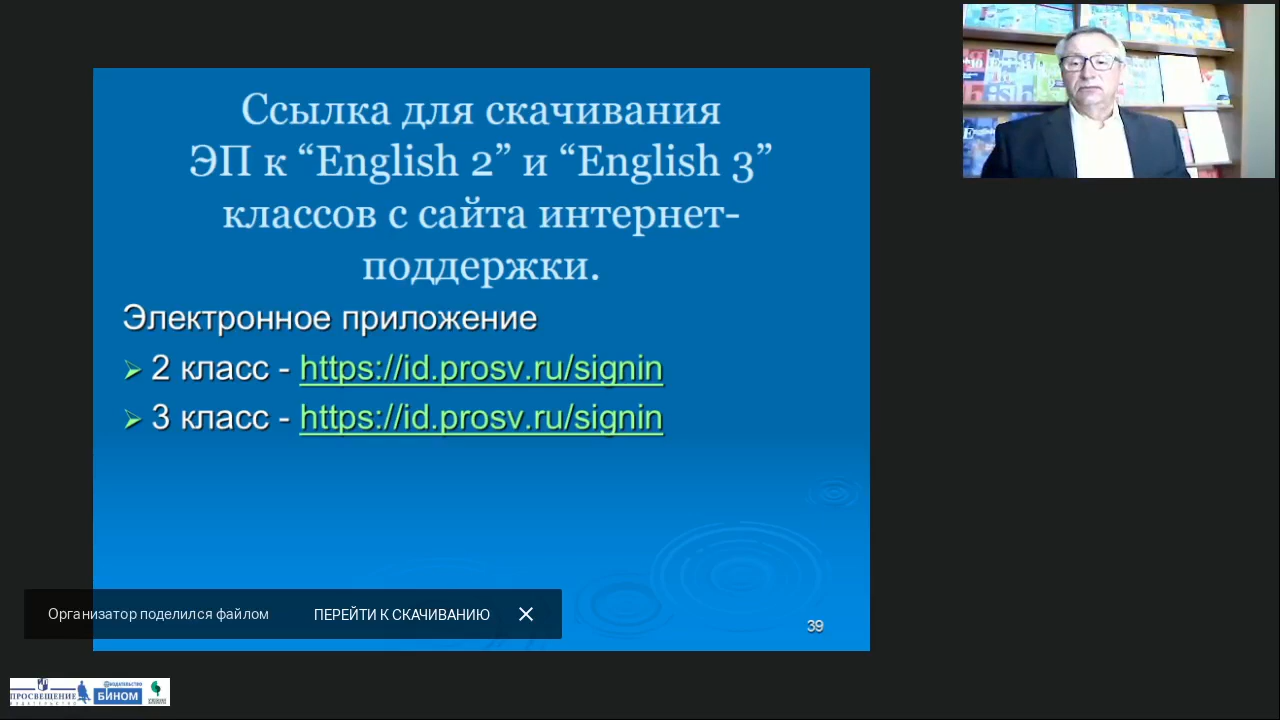 Ссылка для скачивания
ЭП к “English 2” и “English 3”
классов с сайта интернет-
поддержки.
Электронное приложение
2 класс - https://id.prosv.ru/signin
3 класс - https://id.prosv.ru/signin
Организатор поделился файлом
ПЕРЕЙТИ К СКАЧИВАНИЮ
39
ПРОСВЕЩЕНИЕ
ИЗДАТЕЛЬСТВО
ИЗДАТЕЛЬСТВО
БИНОМ